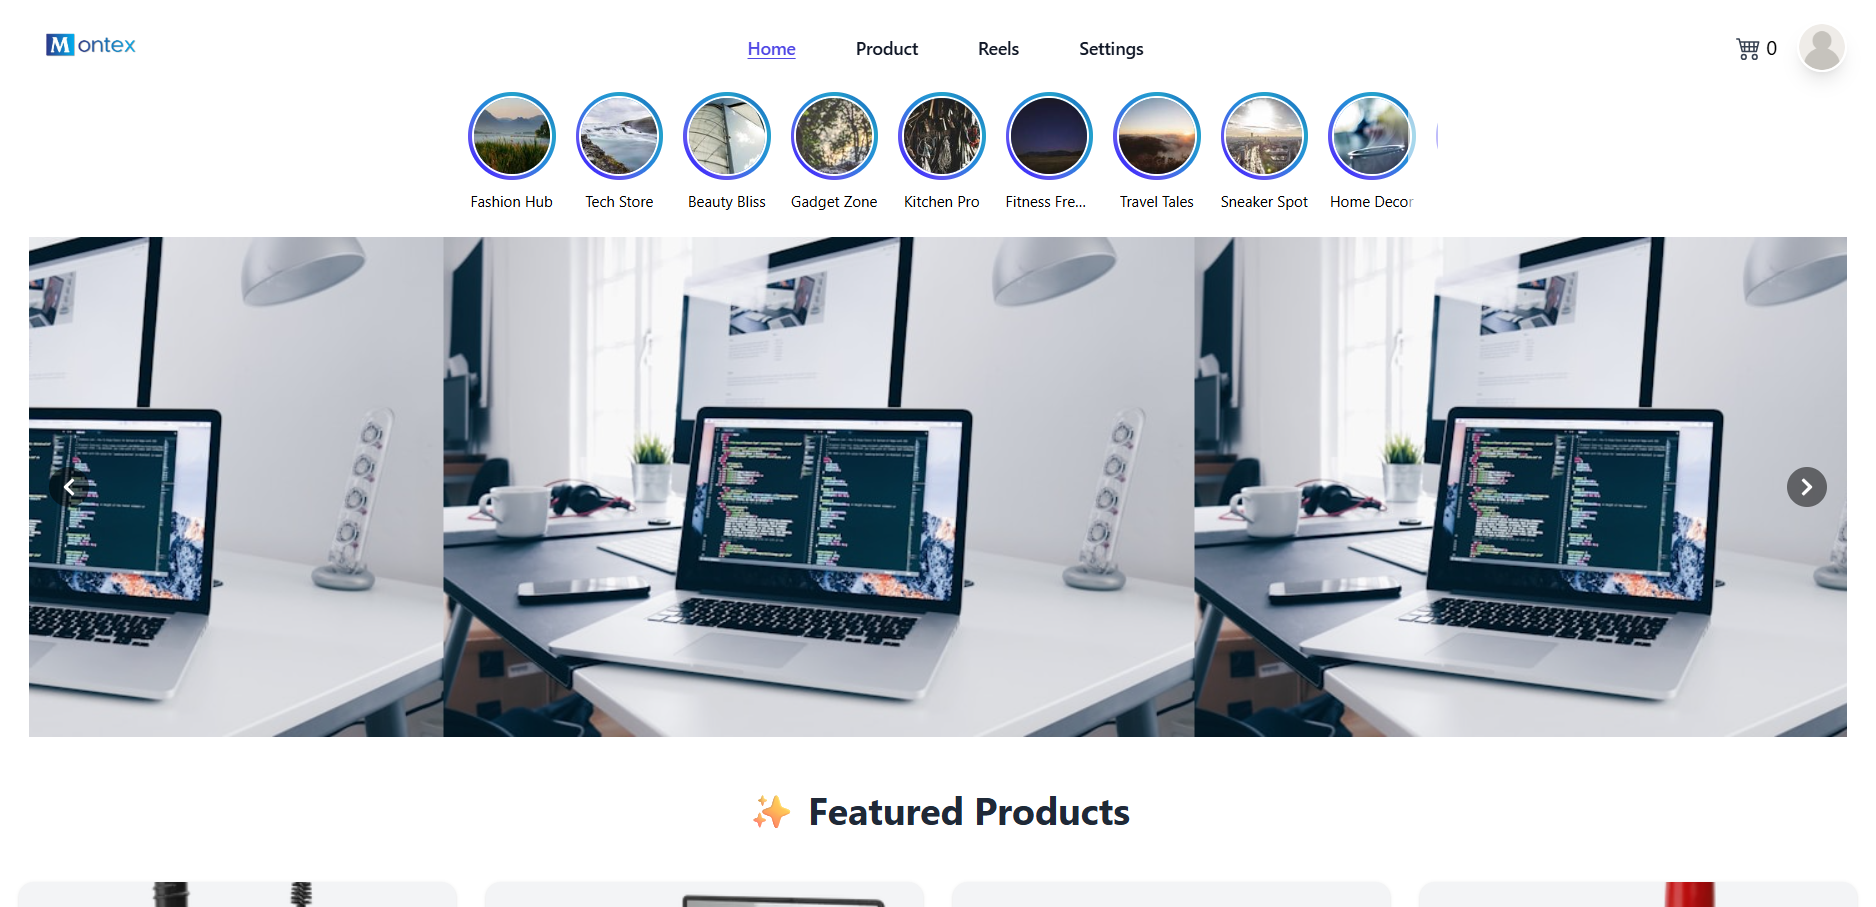 Montex
Home Product Reels Settings
0
Fashion Hub Tech Store Beauty Bliss Gadget Zone Kitchen Pro Fitness Fre... Travel Tales Sneaker Spot Home Decor
✨ Featured Products